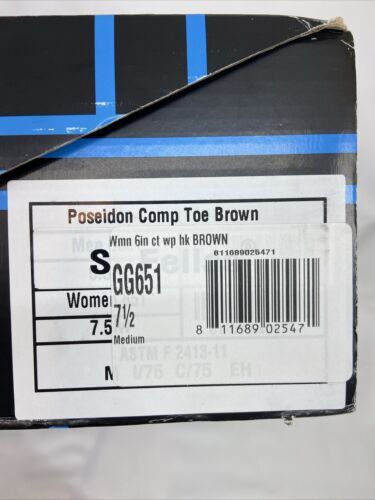 Poseidon Comp Toe Brown
Wmn 6in ct wp hk BROWN
811689025471
GG651
7½
Medium
Women
7.5
8 11689 02547
ASTM F 2413-11
I/75 C/75 EH